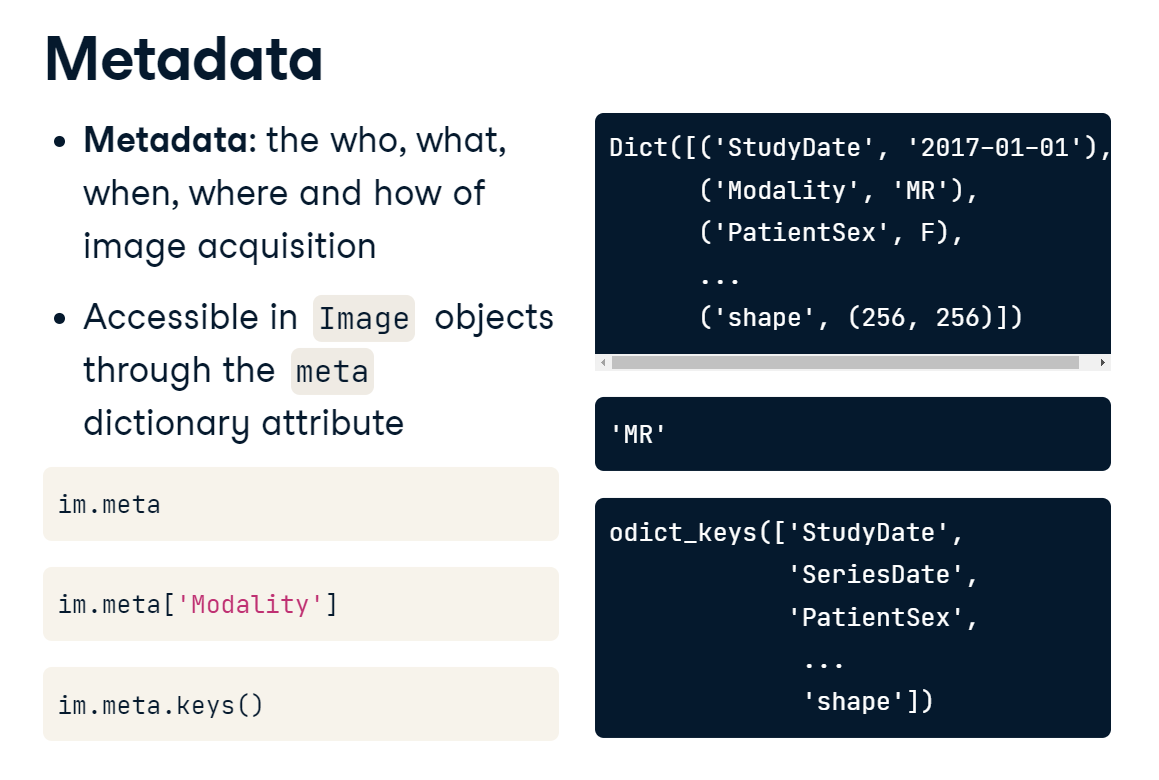 Metadata
Metadata: the who, what,
when, where and how of
image acquisition
Accessible in Image objects
through the meta
dictionary attribute
im.meta
im.meta['Modality']
im.meta.keys()
Dict([('StudyDate', '2017-01-01'),
('Modality', 'MR'),
('PatientSex', F),
...
('shape', (256, 256)])
'MR'
odict_keys(['StudyDate',
'SeriesDate',
'PatientSex',
...
'shape'])